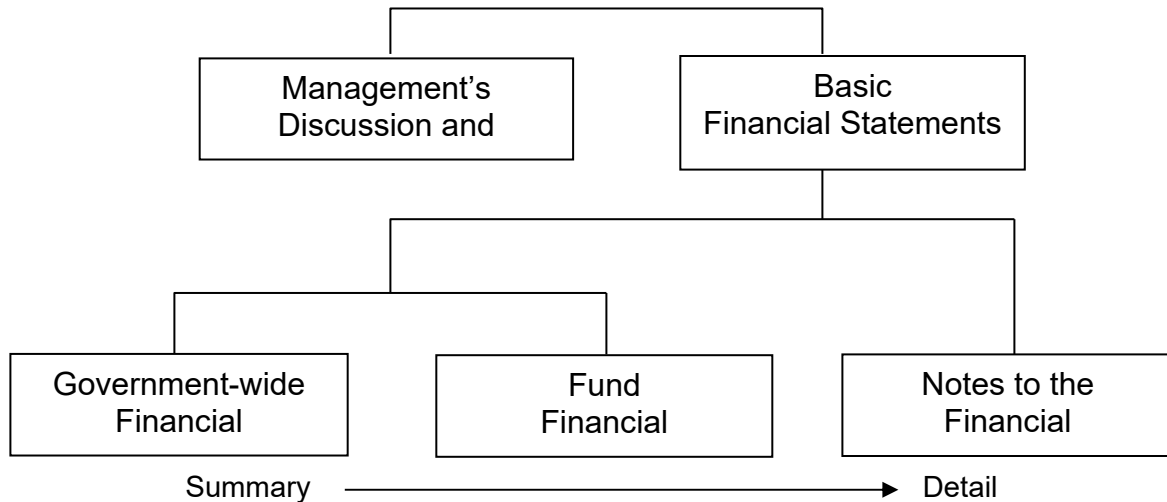 Management’s
Discussion and
Basic
Financial Statements
Government-wide
Financial
Fund
Financial
Notes to the
Financial
Summary
Detail